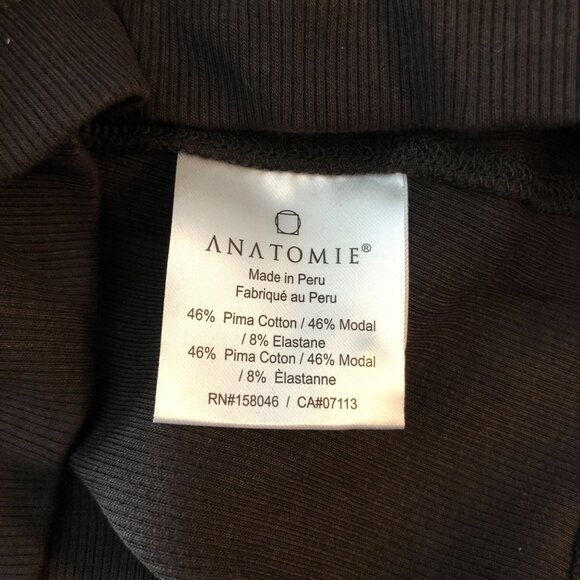 ANATOMIE®
Made in Peru
Fabriqué au Peru
46% Pima Cotton / 46% Modal
/ 8% Elastane
46% Pima Coton / 46% Modal
/ 8% Èlastanne
RN#158046 / CA#07113